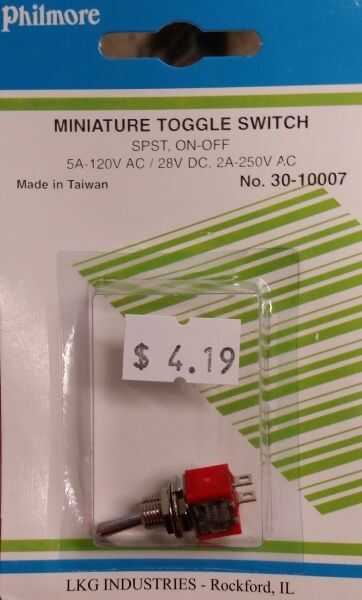 Philmore
MINIATURE TOGGLE SWITCH
SPST, ON-OFF
5A-120V AC / 28V DC, 2A-250V AC
Made in Taiwan No. 30-10007
$ 4.19
LKG INDUSTRIES - Rockford, IL